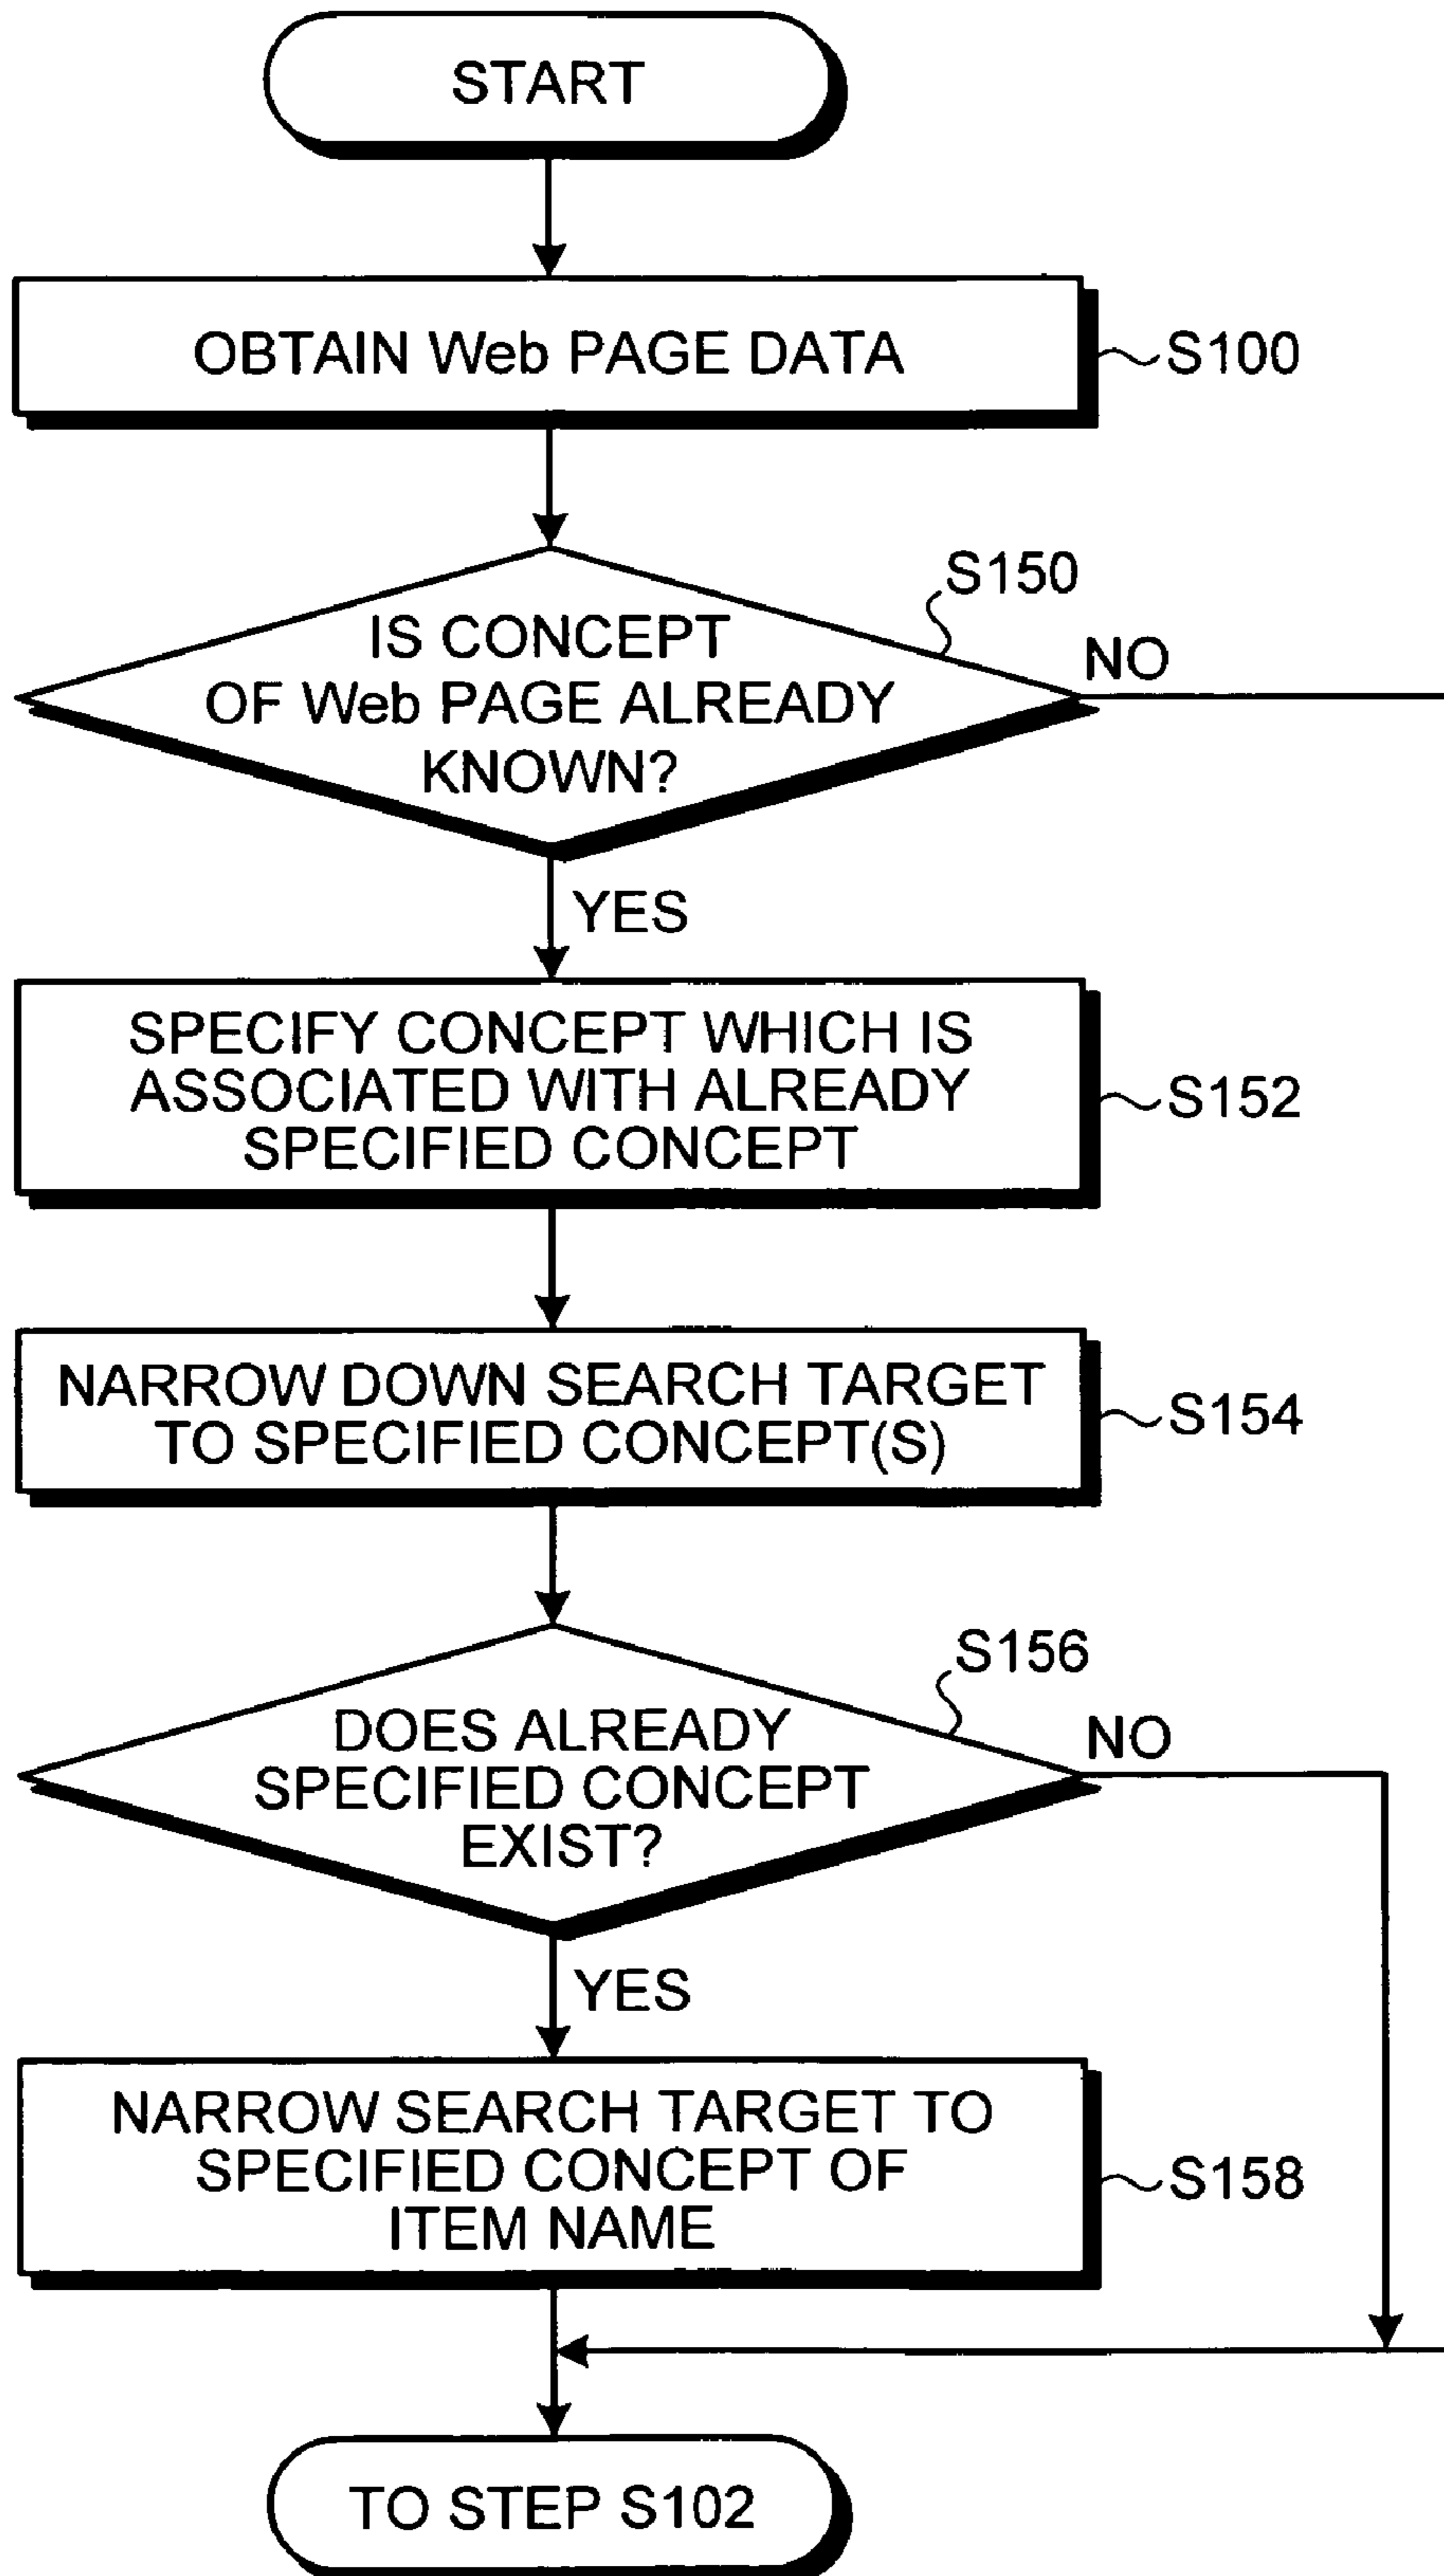 START
OBTAIN Web PAGE DATA
S100
S150
IS CONCEPT
OF Web PAGE ALREADY
KNOWN?
NO
YES
SPECIFY CONCEPT WHICH IS
ASSOCIATED WITH ALREADY
SPECIFIED CONCEPT
S152
NARROW DOWN SEARCH TARGET
TO SPECIFIED CONCEPT(S)
S154
S156
DOES ALREADY
SPECIFIED CONCEPT
EXIST?
NO
YES
NARROW SEARCH TARGET TO
SPECIFIED CONCEPT OF
ITEM NAME
S158
TO STEP S102